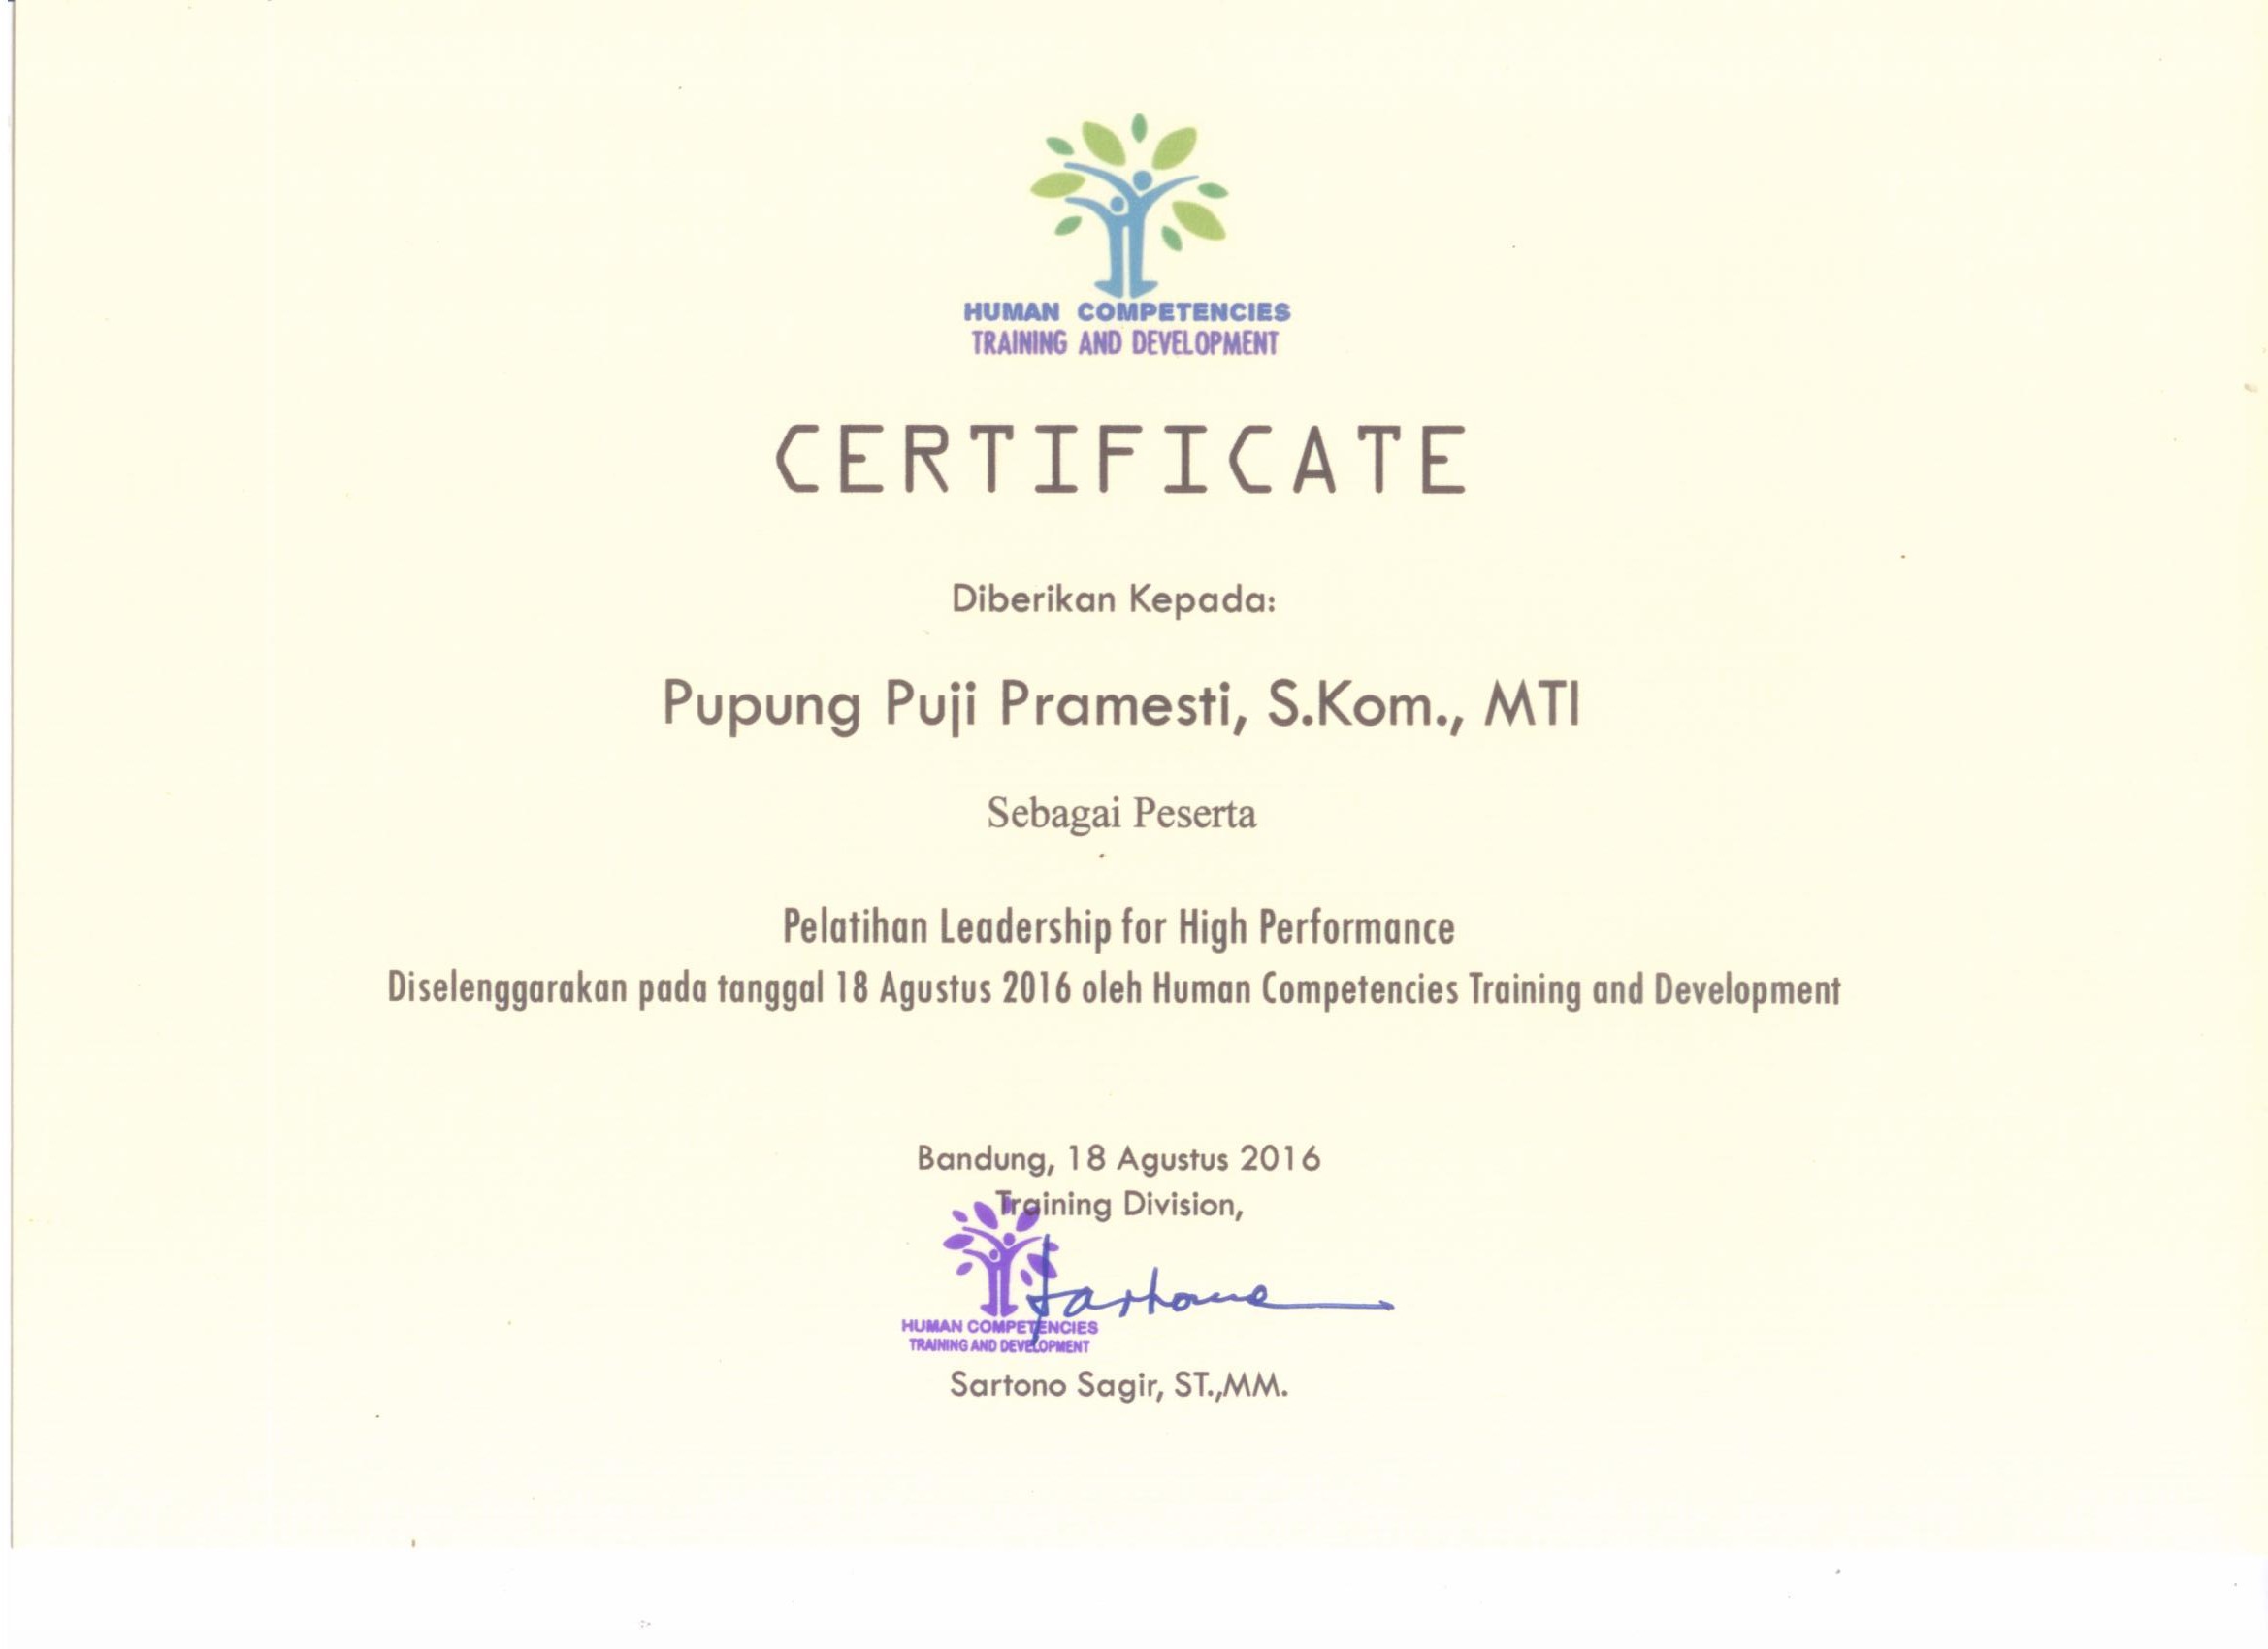 HUMAN COMPETENCIES
TRAINING AND DEVELOPMENT
CERTIFICATE
Diberikan Kepada:
Pupung Puji Pramesti, S.Kom., MTI
Sebagai Peserta
Pelatihan Leadership for High Performance
Diselenggarakan pada tanggal 18 Agustus 2016 oleh Human Competencies Training and Development
Bandung, 18 Agustus 2016
Training Division,
HUMAN COMPETENCIES
TRAINING AND DEVELOPMENT
Sartono Sagir, ST.,MM.